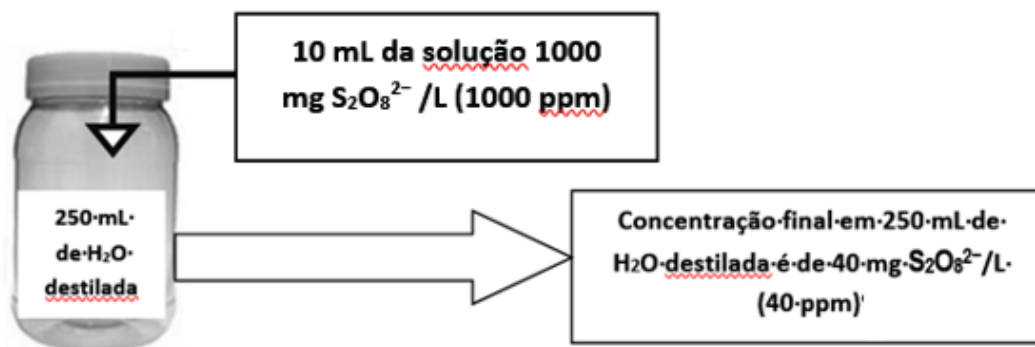 10 mL da solução 1000
mg S₂O₈²⁻ /L (1000 ppm)
250·mL·
de·H₂O·
destilada
Concentração·final·em·250·mL·de·
H₂O·destilada·é·de·40·mg·S₂O₈²⁻/L·
(40·ppm)